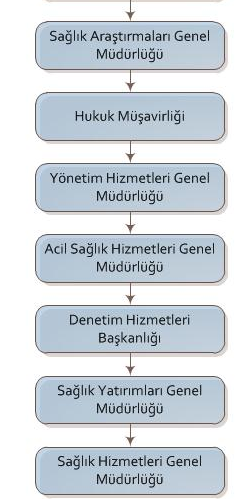 Sağlık Araştırmaları Genel
Müdürlüğü
Hukuk Müşavirliği
Yönetim Hizmetleri Genel
Müdürlüğü
Acil Sağlık Hizmetleri Genel
Müdürlüğü
Denetim Hizmetleri
Başkanlığı
Sağlık Yatırımları Genel
Müdürlüğü
Sağlık Hizmetleri Genel
Müdürlüğü